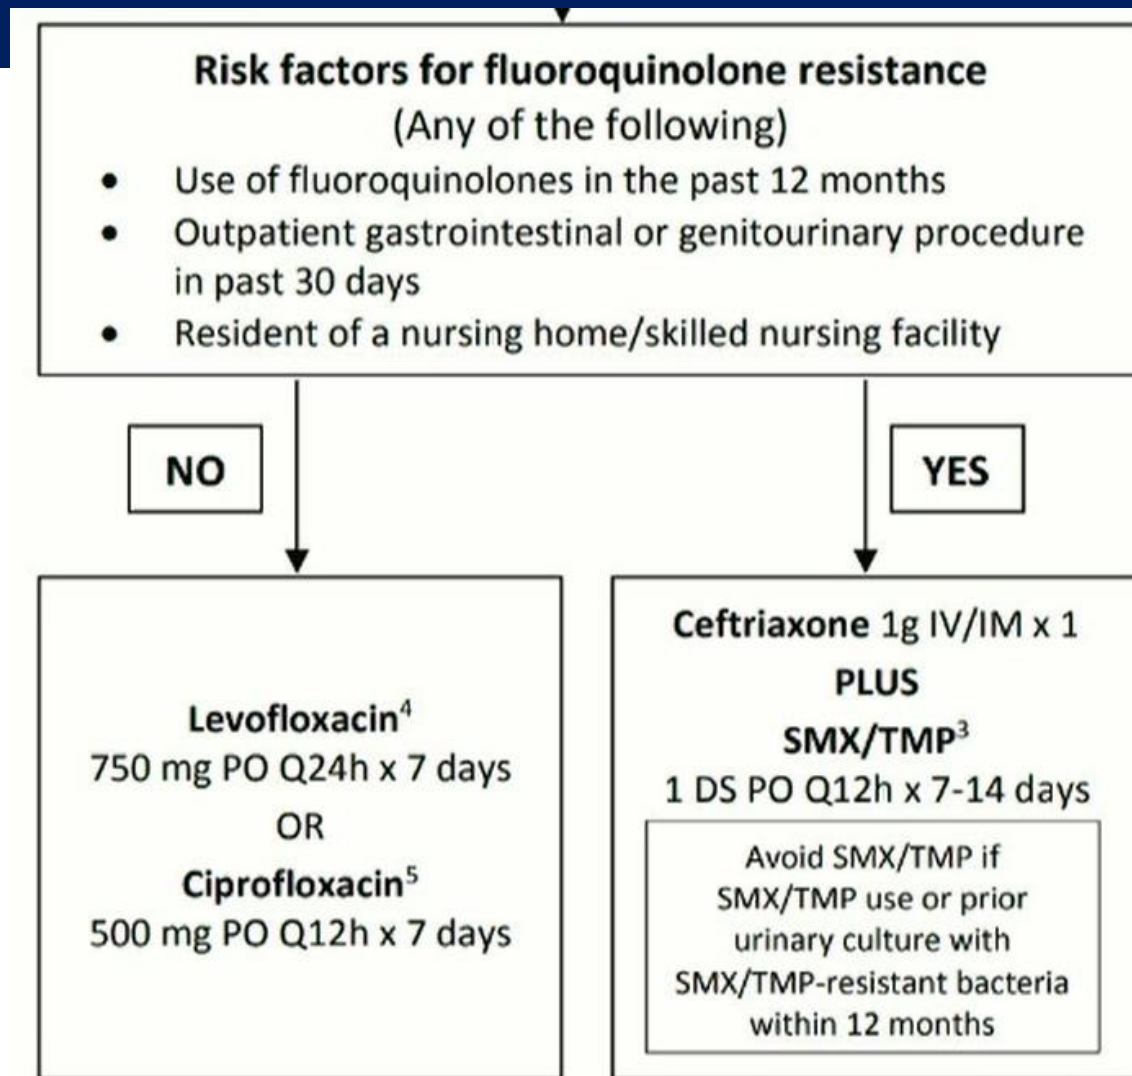 Risk factors for fluoroquinolone resistance
(Any of the following)
• Use of fluoroquinolones in the past 12 months
• Outpatient gastrointestinal or genitourinary procedure
in past 30 days
• Resident of a nursing home/skilled nursing facility
NO
YES
Levofloxacin⁴
750 mg PO Q24h x 7 days
OR
Ciprofloxacin⁵
500 mg PO Q12h x 7 days
Ceftriaxone 1g IV/IM x 1
PLUS
SMX/TMP³
1 DS PO Q12h x 7-14 days
Avoid SMX/TMP if
SMX/TMP use or prior
urinary culture with
SMX/TMP-resistant bacteria
within 12 months